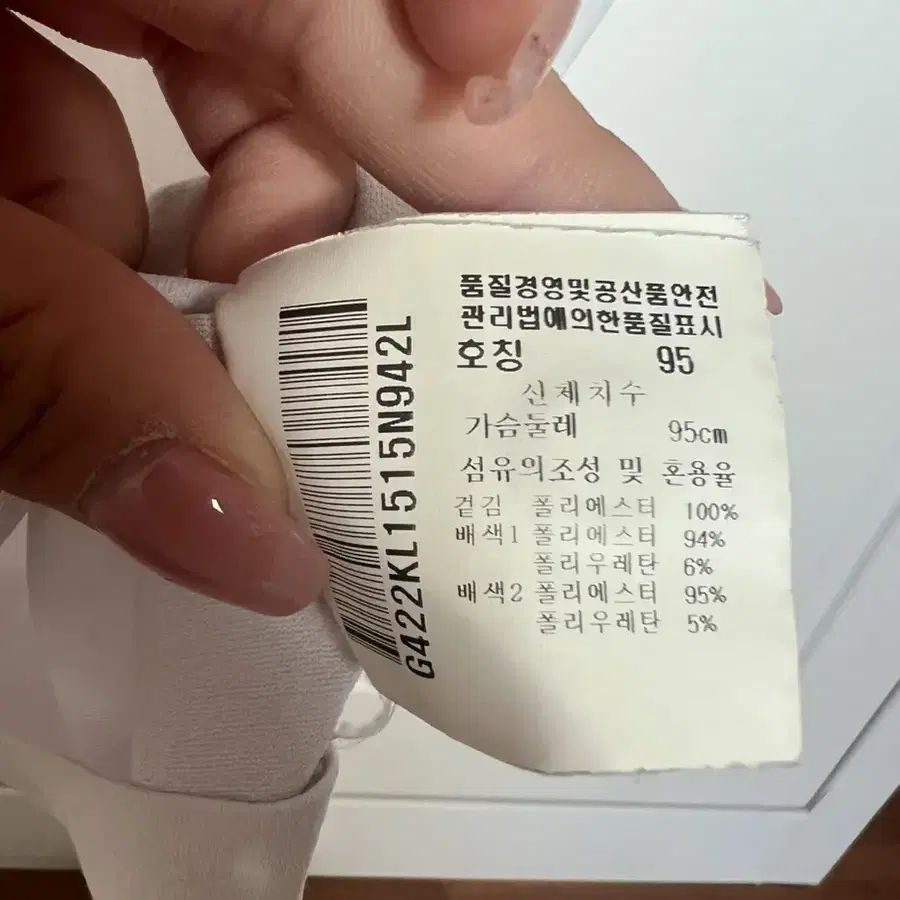 품질경영및공산품안전
관리법에의한품질표시
호칭 95
신체치수
가슴둘레 95cm
섬유의조성 및 혼용율
겉감 폴리에스터 100%
배색1 폴리에스터 94%
폴리우레탄 6%
배색2 폴리에스터 95%
폴리우레탄 5%
G422KL1515N942L